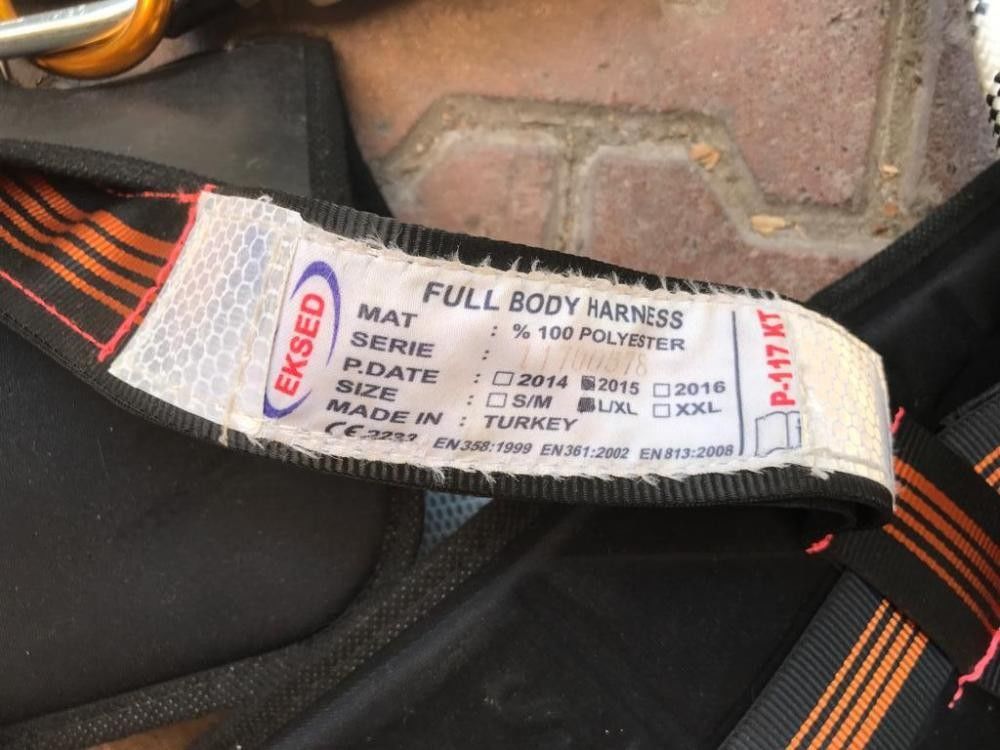 EKSED
FULL BODY HARNESS
MAT : % 100 POLYESTER
SERIE :
P.DATE : 2014 2015 2016
SIZE : S/M L/XL XXL
MADE IN : TURKEY
CE EN358:1999 EN361:2002 EN813:2008
P-117 KT